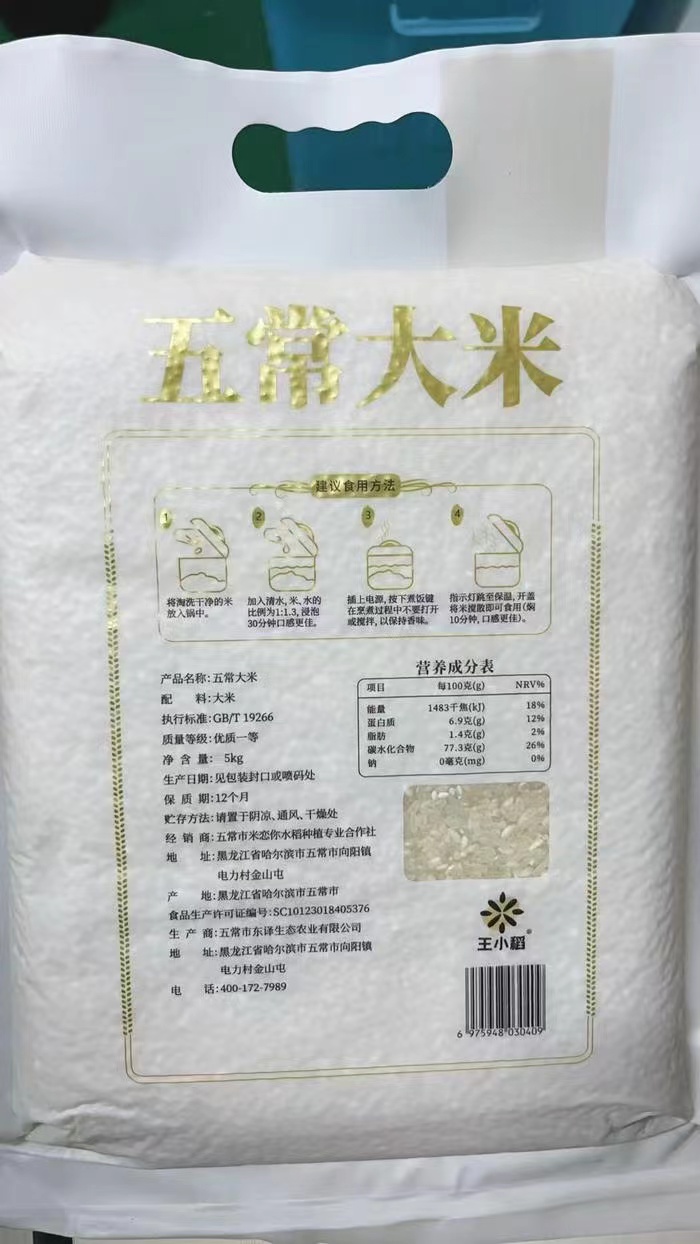 五常大米
建议食用方法
1
2
3
4
将淘洗干净的米
放入锅中。
加入清水, 米、水的
比例为1:1.3, 浸泡
30分钟口感更佳。
插上电源, 按下煮饭键
在烹煮过程中不要打开
或搅拌, 以保持香味。
指示灯跳至保温, 开盖
将米搅散即可食用(焖
10分钟, 口感更佳)。
产品名称: 五常大米
配 料: 大米
执行标准: GB/T 19266
质量等级: 优质一等
净 含 量: 5kg
生产日期: 见包装封口或喷码处
保 质 期: 12个月
贮存方法: 请置于阴凉、通风、干燥处
经 销 商: 五常市米恋你水稻种植专业合作社
地 址: 黑龙江省哈尔滨市五常市向阳镇
电力村金山屯
产 地: 黑龙江省哈尔滨市五常市
食品生产许可证编号: SC10123018405376
生 产 商: 五常市东译生态农业有限公司
地 址: 黑龙江省哈尔滨市五常市向阳镇
电力村金山屯
电 话: 400-172-7989
营养成分表
项目 每100克(g) NRV%
能量 1483千焦(kJ) 18%
蛋白质 6.9克(g) 12%
脂肪 1.4克(g) 2%
碳水化合物 77.3克(g) 26%
钠 0毫克(mg) 0%
王小稻®
6 975948 030409